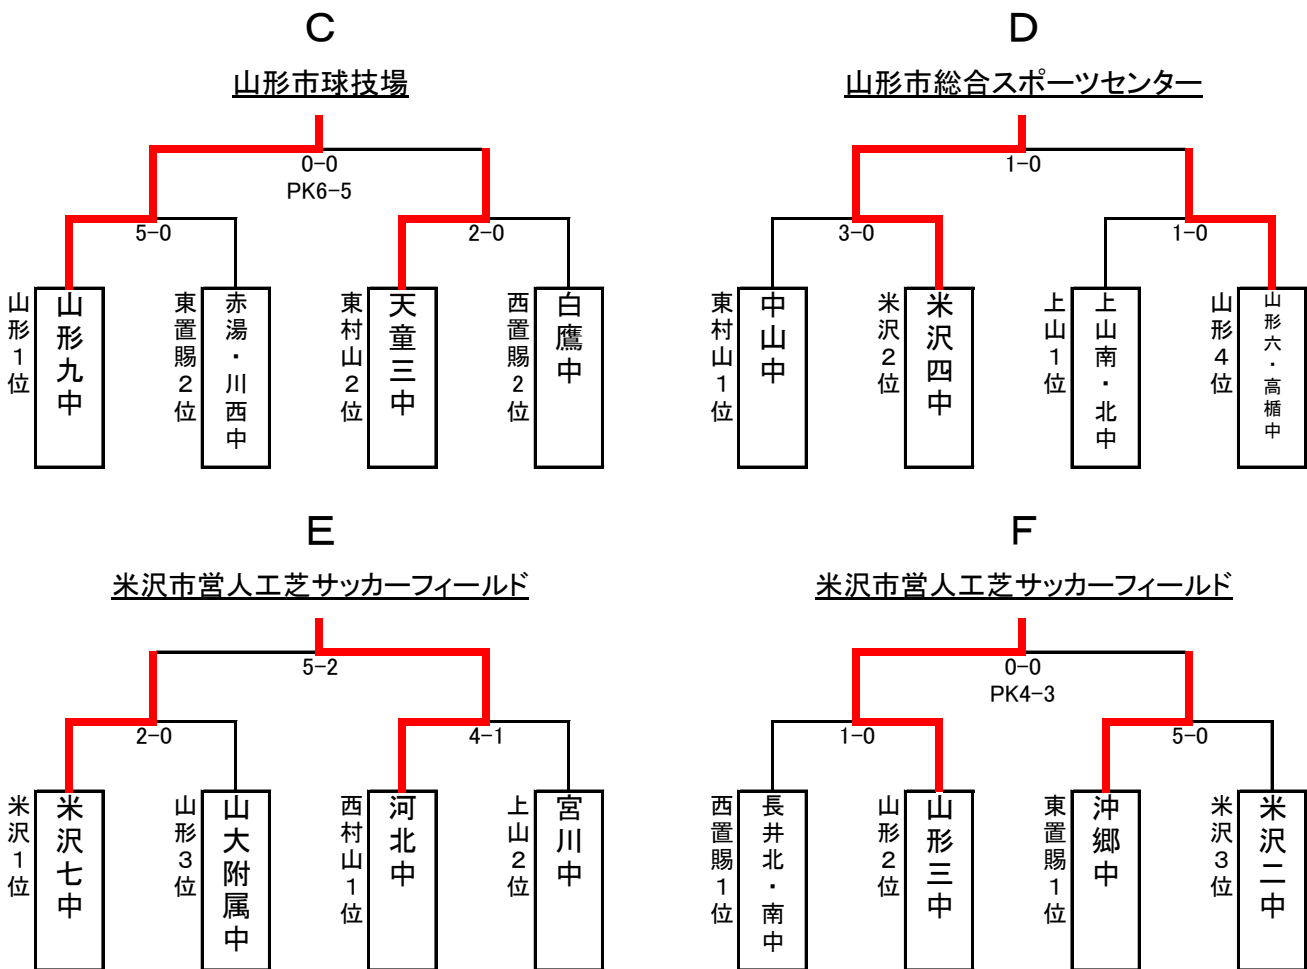 C
山形市球技場
0-0
PK6-5
5-0
2-0
山形1位
山形九中
東置賜2位
赤湯・川西中
東村山2位
天童三中
西置賜2位
白鷹中
D
山形市総合スポーツセンター
1-0
3-0
1-0
東村山1位
中山中
米沢2位
米沢四中
上山1位
上山南・北中
山形4位
山形六・高楯中
E
米沢市営人工芝サッカーフィールド
5-2
2-0
4-1
米沢1位
米沢七中
山形3位
山大附属中
西村山1位
河北中
上山2位
宮川中
F
米沢市営人工芝サッカーフィールド
0-0
PK4-3
1-0
5-0
西置賜1位
長井北・南中
山形2位
山形三中
東置賜1位
沖郷中
米沢3位
米沢二中